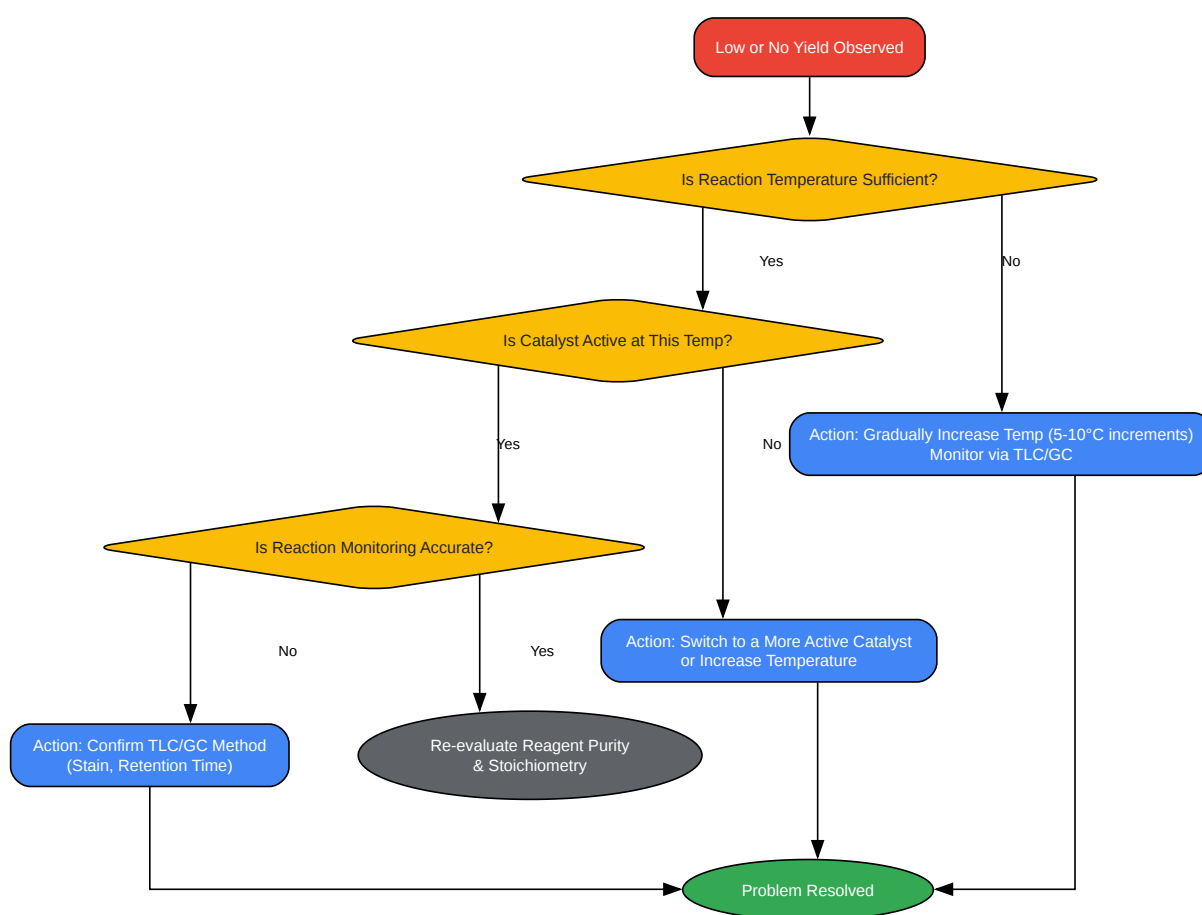 Low or No Yield Observed
Is Reaction Temperature Sufficient?
Yes
No
Is Catalyst Active at This Temp?
Yes
No
Action: Gradually Increase Temp (5-10°C increments)
Monitor via TLC/GC
Is Reaction Monitoring Accurate?
No
Yes
Action: Switch to a More Active Catalyst
or Increase Temperature
Action: Confirm TLC/GC Method
(Stain, Retention Time)
Re-evaluate Reagent Purity
& Stoichiometry
Problem Resolved